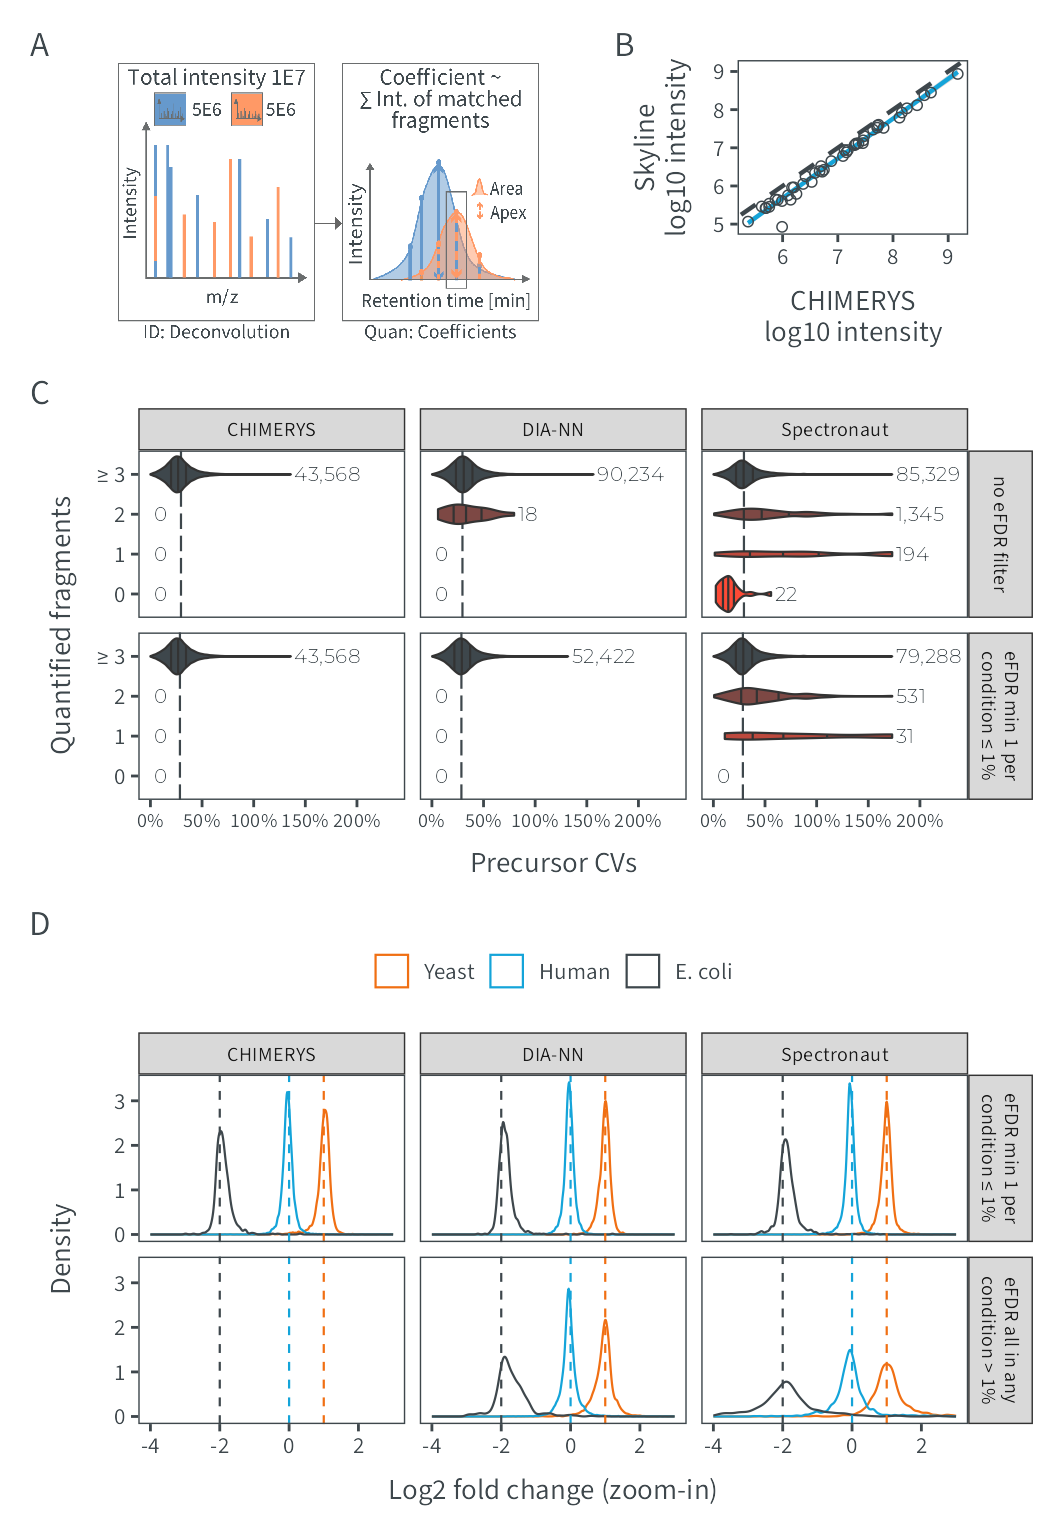 A
Total intensity 1E7
5E6
5E6
Intensity
m/z
ID: Deconvolution
Coefficient ~
∑ Int. of matched
fragments
Area
Apex
Intensity
Retention time [min]
Quan: Coefficients
B
Skyline
log10 intensity
9
8
7
6
5
6 7 8 9
CHIMERYS
log10 intensity
C
CHIMERYS DIA-NN Spectronaut
Quantified fragments
≥ 3 43,568 90,234 85,329
2 0 18 1,345
1 0 0 194
0 0 0 22
no eFDR filter
≥ 3 43,568 52,422 79,288
2 0 0 531
1 0 0 31
0 0 0 0
eFDR min 1 per
condition ≤ 1%
0% 50% 100% 150% 200% 0% 50% 100% 150% 200% 0% 50% 100% 150% 200%
Precursor CVs
D
Yeast Human E. coli
CHIMERYS DIA-NN Spectronaut
Density
3
2
1
0
eFDR min 1 per
condition ≤ 1%
3
2
1
0
eFDR all in any
condition > 1%
-4 -2 0 2 -4 -2 0 2 -4 -2 0 2
Log2 fold change (zoom-in)